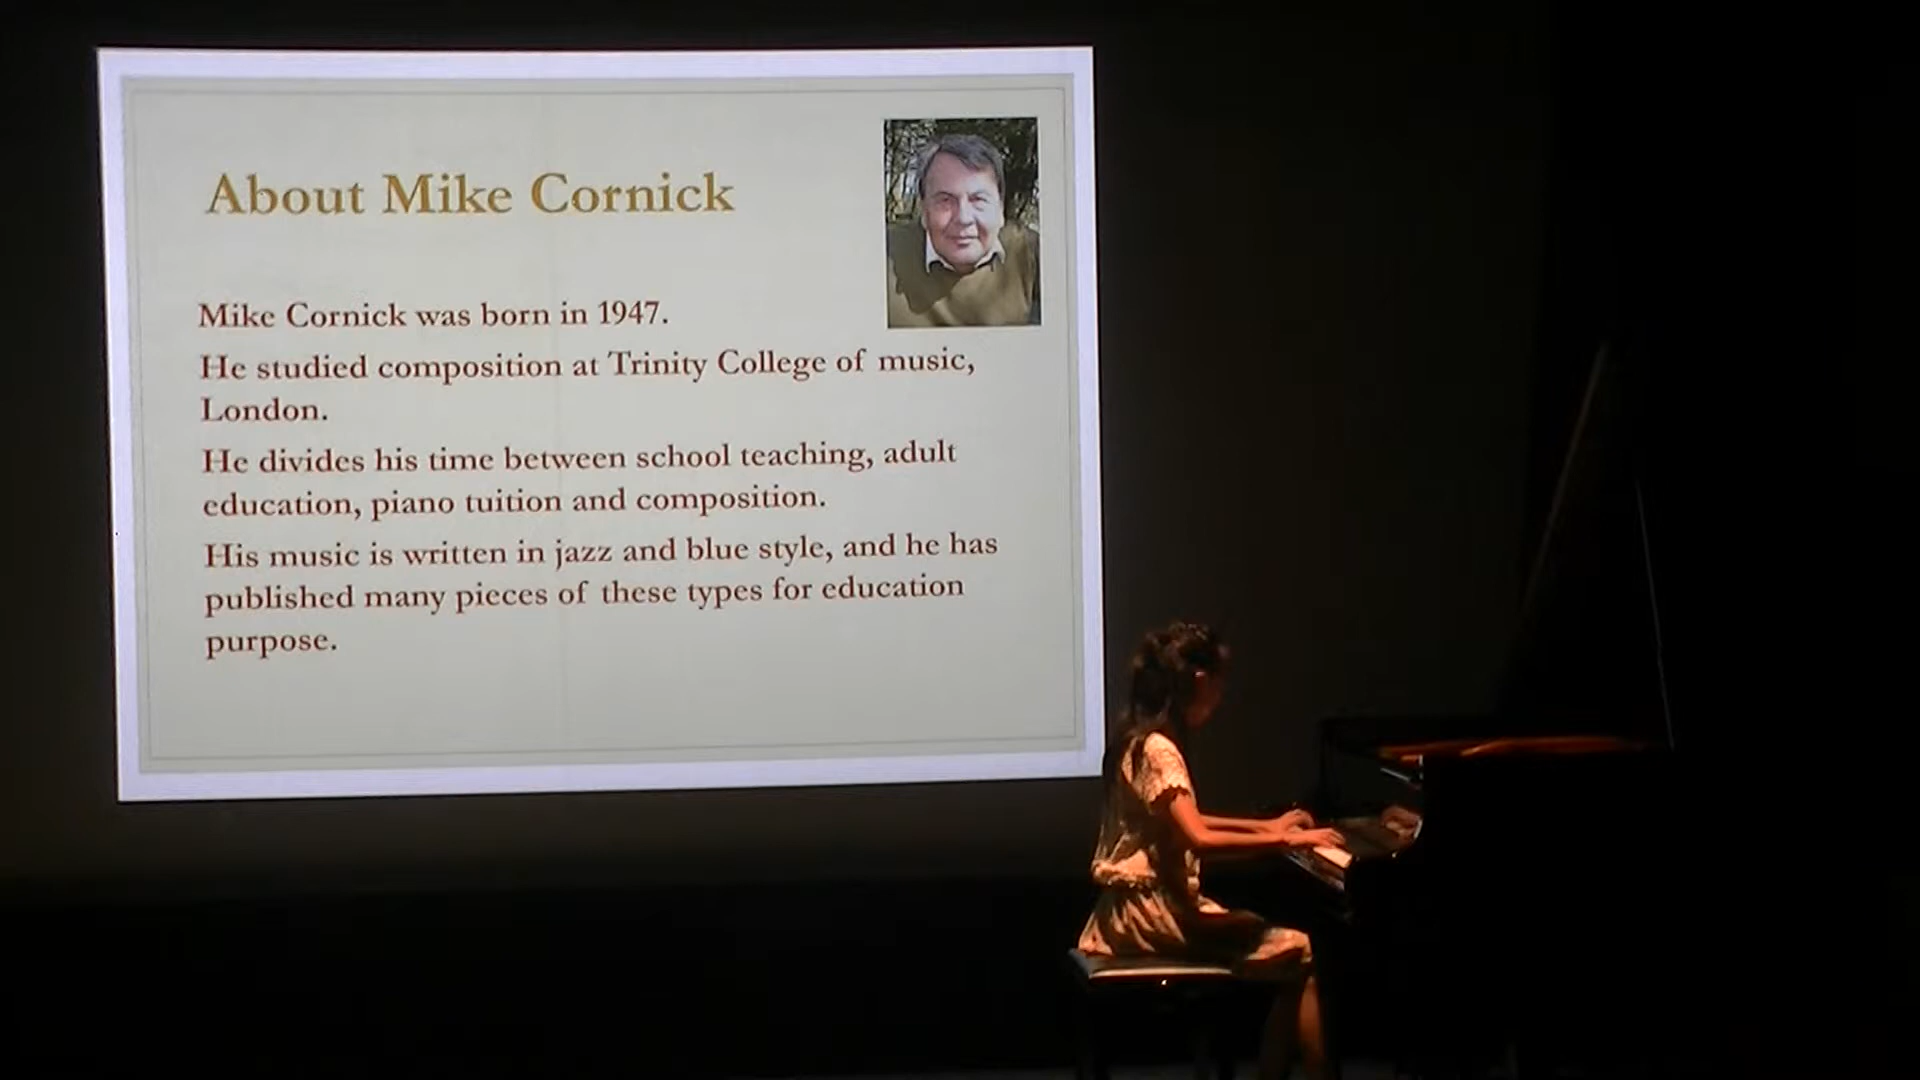 About Mike Cornick
Mike Cornick was born in 1947.
He studied composition at Trinity College of music,
London.
He divides his time between school teaching, adult
education, piano tuition and composition.
His music is written in jazz and blue style, and he has
published many pieces of these types for education
purpose.